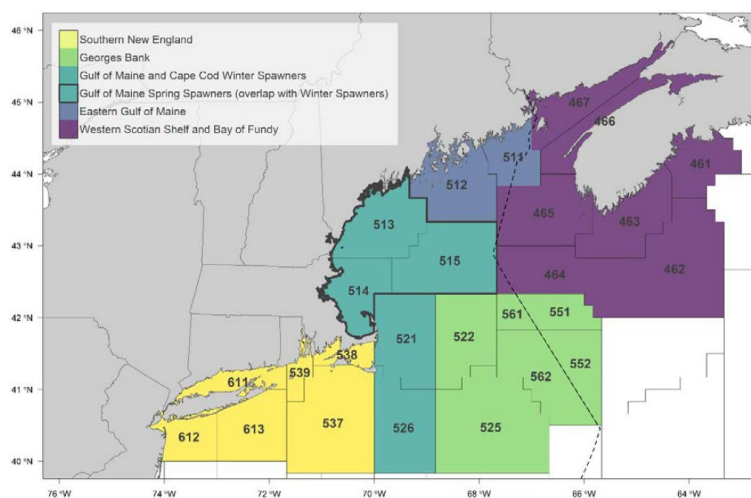 46°N
45°N
44°N
43°N
42°N
41°N
40°N
Southern New England
Georges Bank
Gulf of Maine and Cape Cod Winter Spawners
Gulf of Maine Spring Spawners (overlap with Winter Spawners)
Eastern Gulf of Maine
Western Scotian Shelf and Bay of Fundy
467
466
511
461
512
465
463
513
515
464
462
514
561
551
521
522
538
552
539
611
562
612
613
537
526
525
76°W
74°W
72°W
70°W
68°W
66°W
64°W